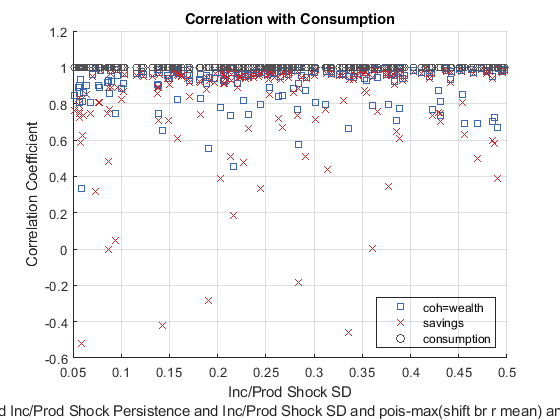 Correlation with Consumption
1.2
1
0.8
0.6
0.4
0.2
0
-0.2
-0.4
-0.6
Correlation Coefficient
coh=wealth
savings
consumption
0.05 0.1 0.15 0.2 0.25 0.3 0.35 0.4 0.45 0.5
Inc/Prod Shock SD
d Inc/Prod Shock Persistence and Inc/Prod Shock SD and pois-max(shift br r mean) a